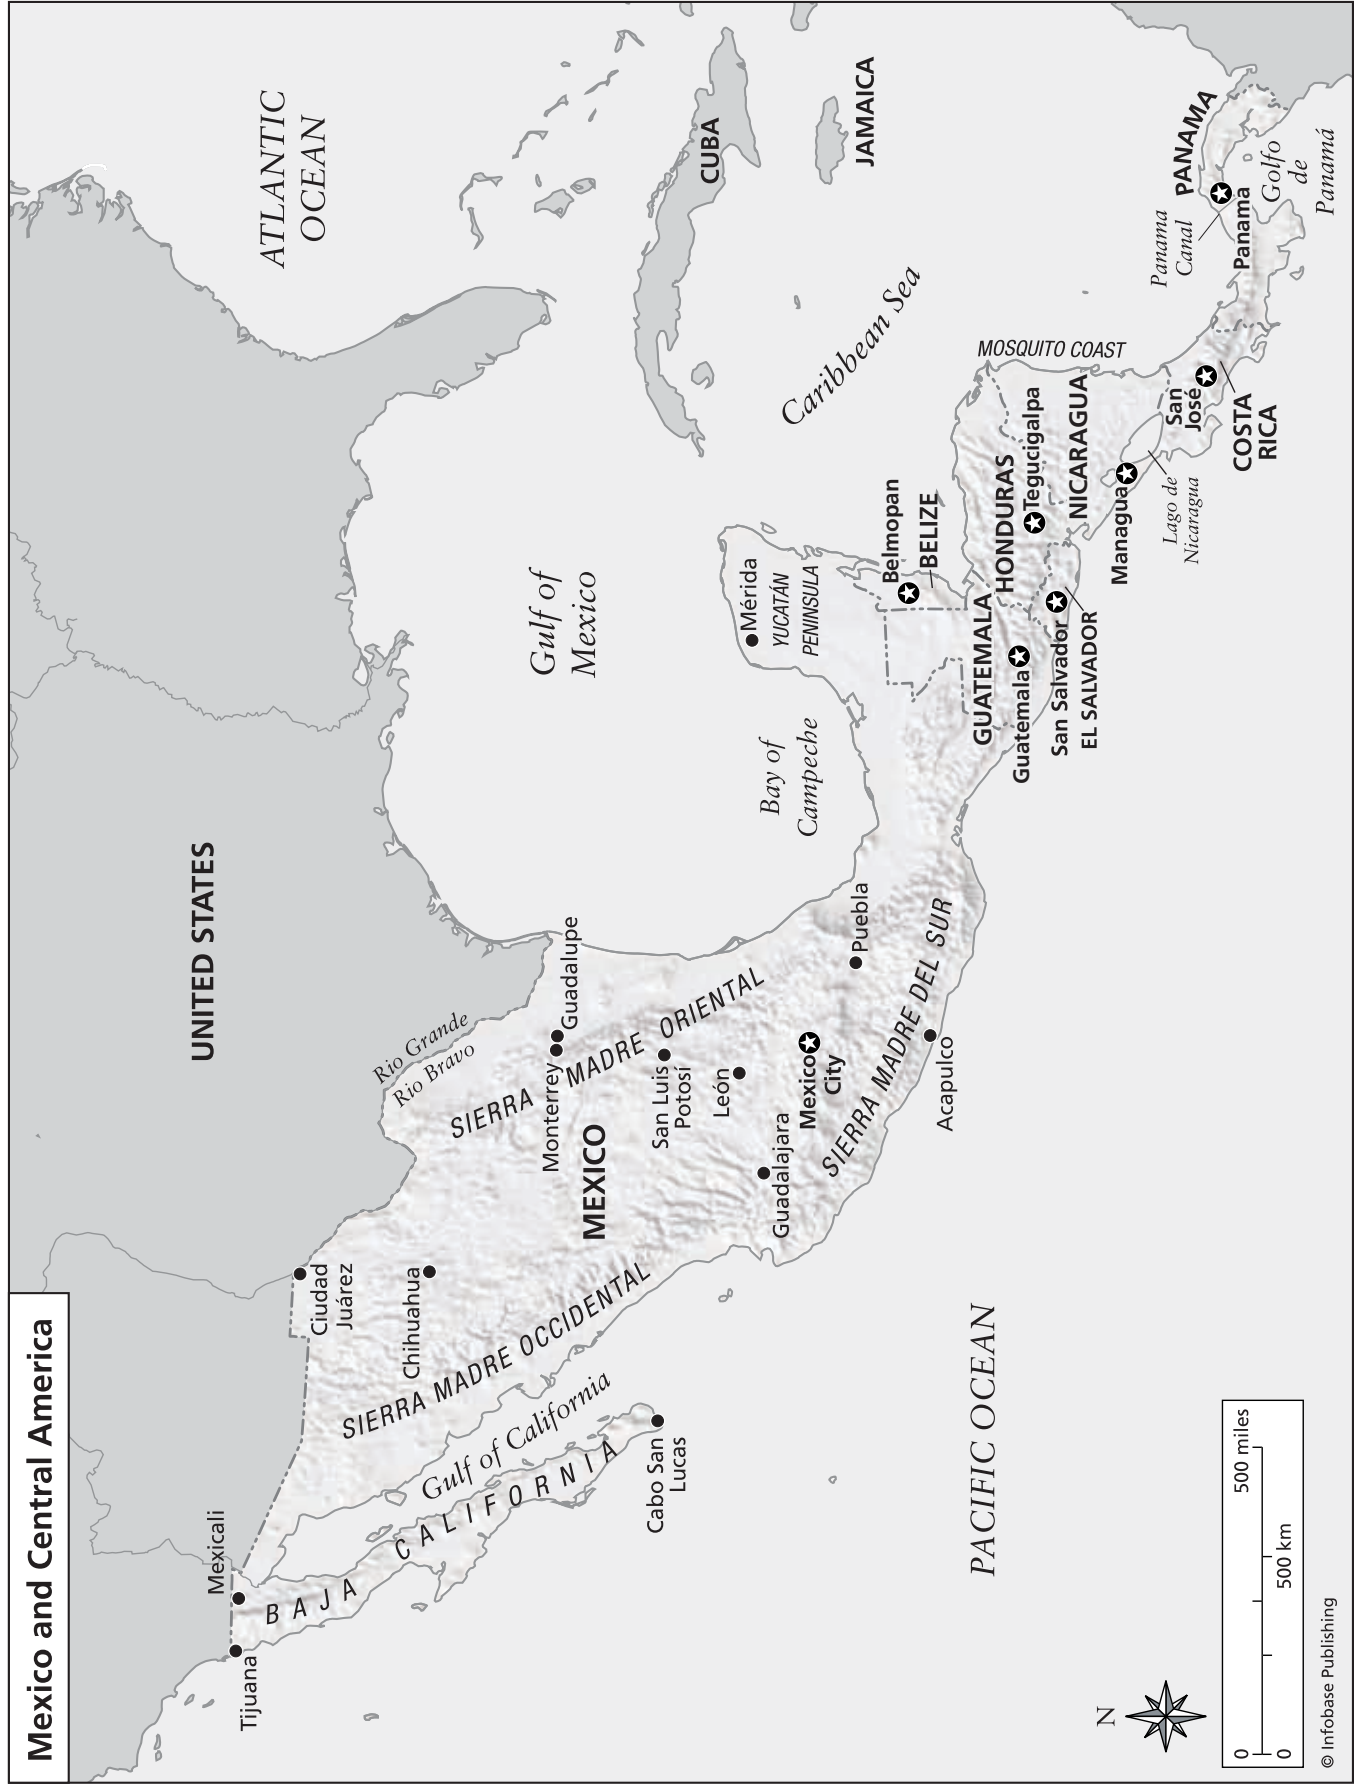 Mexico and Central America
UNITED STATES
ATLANTIC
OCEAN
Tijuana
Mexicali
BAJA
CALIFORNIA
Gulf of California
Cabo San
Lucas
Ciudad
Juárez
Chihuahua
SIERRA MADRE OCCIDENTAL
Rio Grande
Rio Bravo
SIERRA MADRE ORIENTAL
Monterrey
Guadalupe
MEXICO
San Luis
Potosí
León
Guadalajara
Mexico
City
Puebla
SIERRA MADRE DEL SUR
Acapulco
Gulf of
Mexico
Bay of
Campeche
Mérida
YUCATÁN
PENINSULA
CUBA
JAMAICA
Caribbean Sea
Belmopan
BELIZE
GUATEMALA
Guatemala
HONDURAS
Tegucigalpa
San Salvador
EL SALVADOR
MOSQUITO COAST
NICARAGUA
Managua
Lago de
Nicaragua
San
José
COSTA
RICA
PANAMA
Panama
Canal
Panama
Golfo
de
Panamá
PACIFIC OCEAN
N
0 500 miles
0 500 km
© Infobase Publishing